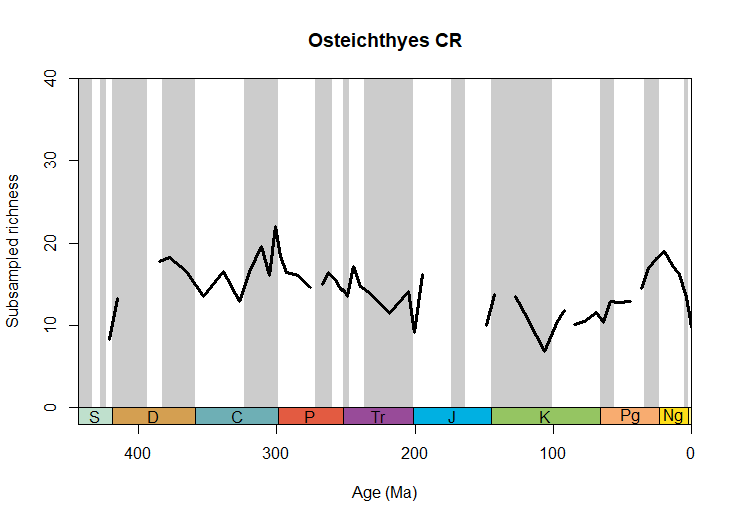 Osteichthyes CR
40
30
20
10
0
Subsampled richness
S D C P Tr J K Pg Ng
400 300 200 100 0
Age (Ma)